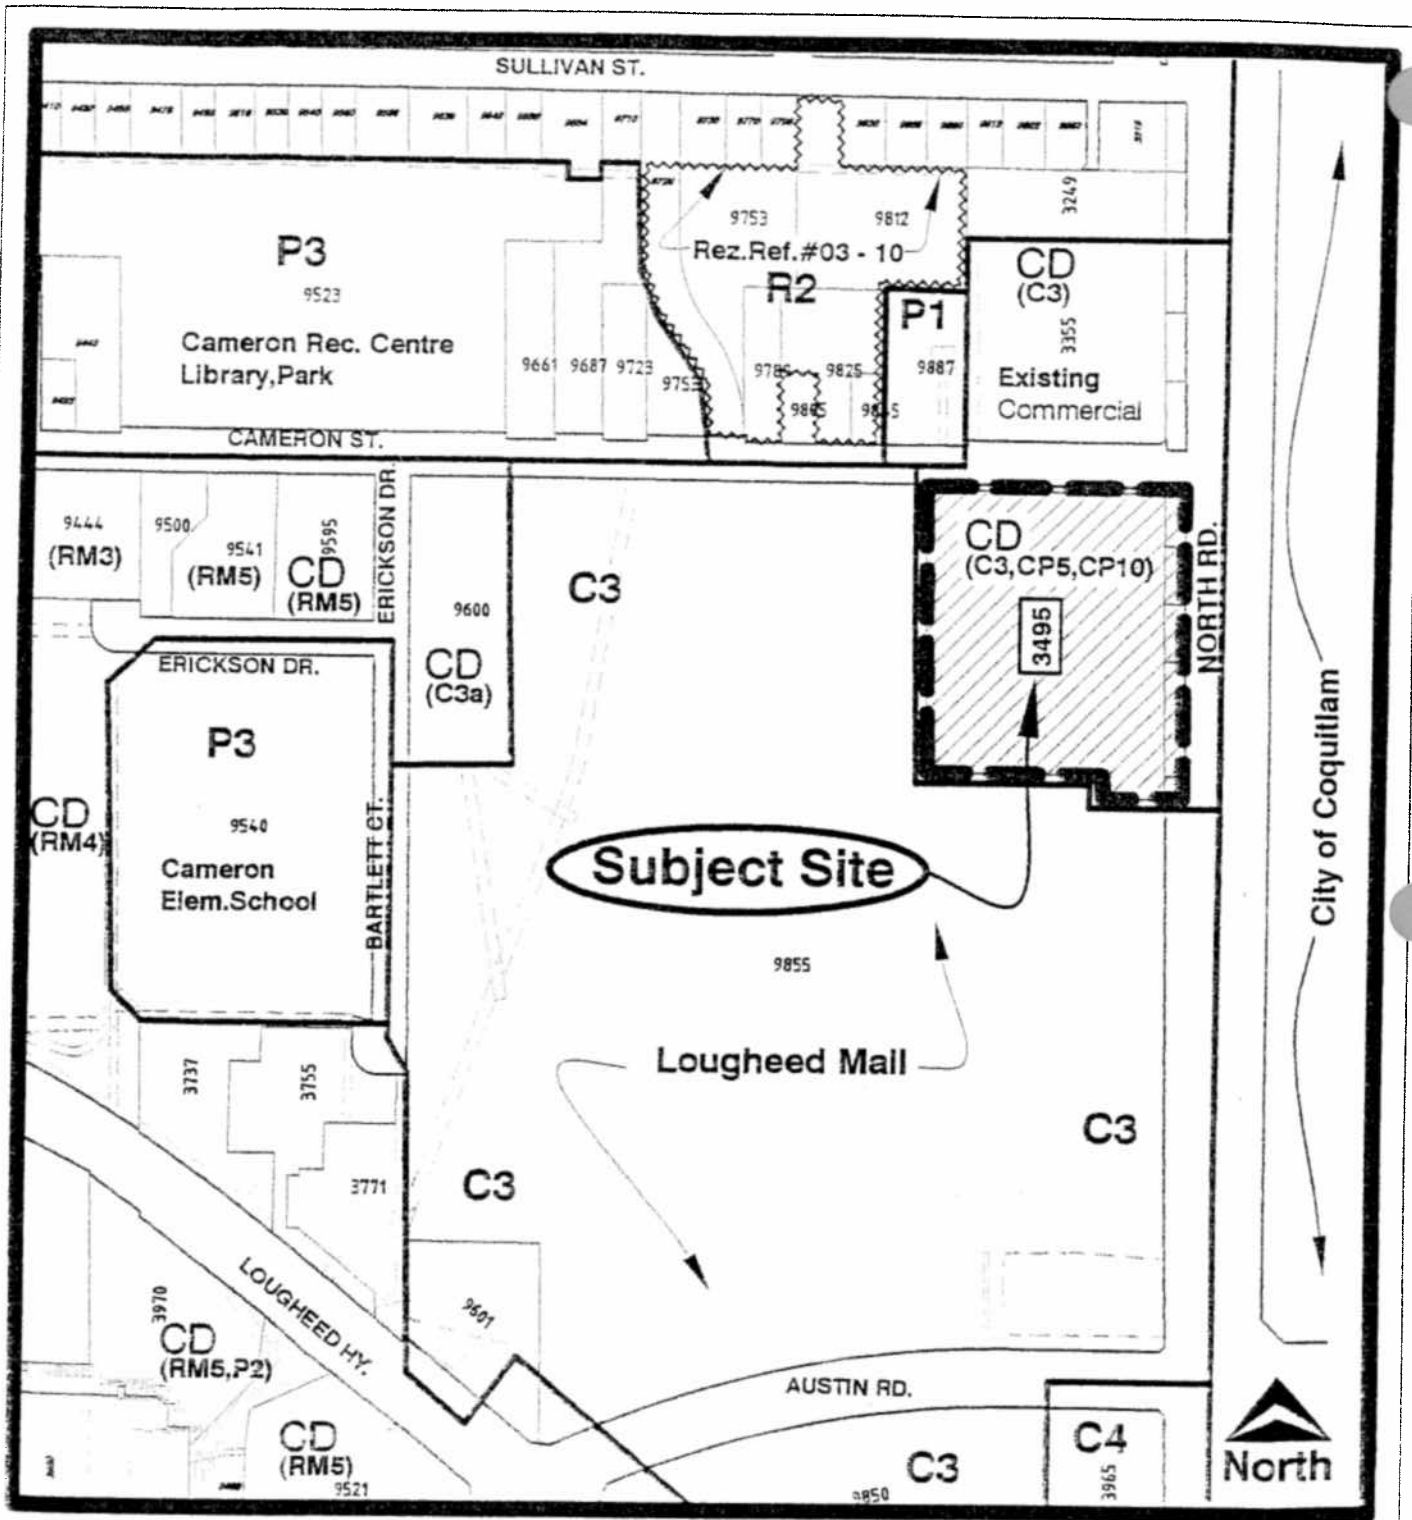 SULLIVAN ST.
9710
3249
9753
9812
Rez.Ref.#03 - 10
P3
9523
Cameron Rec. Centre
Library,Park
R2
P1
CD
(C3)
3355
Existing
Commercial
9661
9687
9723
9753
9825
9887
CAMERON ST.
9444
(RM3)
9500
9541
(RM5)
9595
CD
(RM5)
ERICKSON DR.
9600
CD
(C3a)
C3
CD
(C3,CP5,CP10)
3495
NORTH RD.
ERICKSON DR.
P3
9540
Cameron
Elem.School
BARTLETT CT.
CD
(RM4)
Subject Site
City of Coquitlam
9855
Lougheed Mall
3737
3755
3771
C3
C3
LOUGHEED HY.
9601
3970
CD
(RM5,P2)
AUSTIN RD.
CD
(RM5)
9521
C3
9850
C4
3965
North